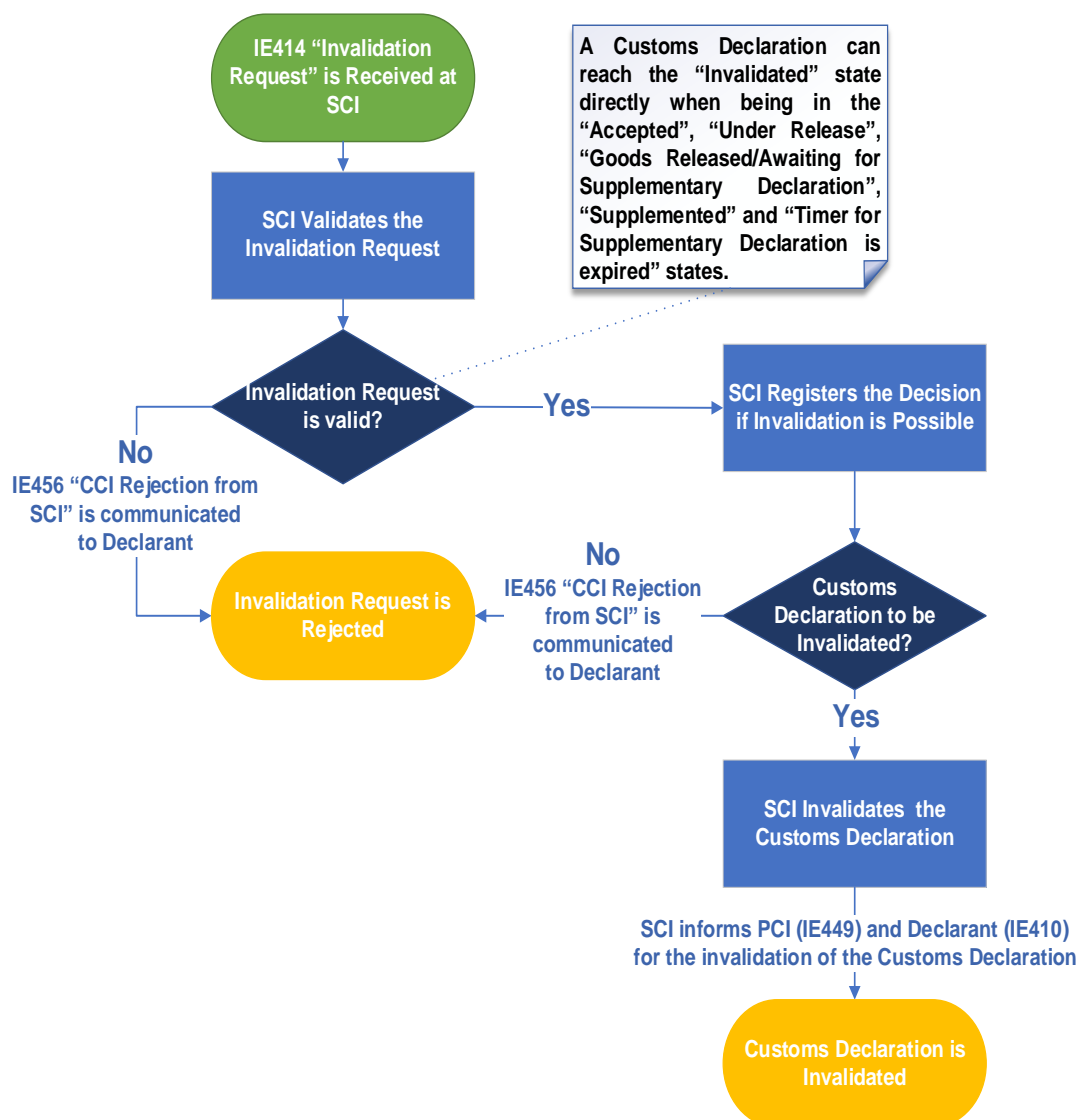 IE414 “Invalidation
Request” is Received at
SCI
A Customs Declaration can
reach the “Invalidated” state
directly when being in the
“Accepted”, “Under Release”,
“Goods Released/Awaiting for
Supplementary Declaration”,
“Supplemented” and “Timer for
Supplementary Declaration is
expired” states.
SCI Validates the
Invalidation Request
Invalidation Request
is valid?
Yes
SCI Registers the Decision
if Invalidation is Possible
No
IE456 “CCI Rejection from
SCI” is communicated
to Declarant
Invalidation Request is
Rejected
No
IE456 “CCI Rejection
from SCI” is
communicated
to Declarant
Customs
Declaration to be
Invalidated?
Yes
SCI Invalidates the
Customs Declaration
SCI informs PCI (IE449) and Declarant (IE410)
for the invalidation of the Customs Declaration
Customs Declaration is
Invalidated